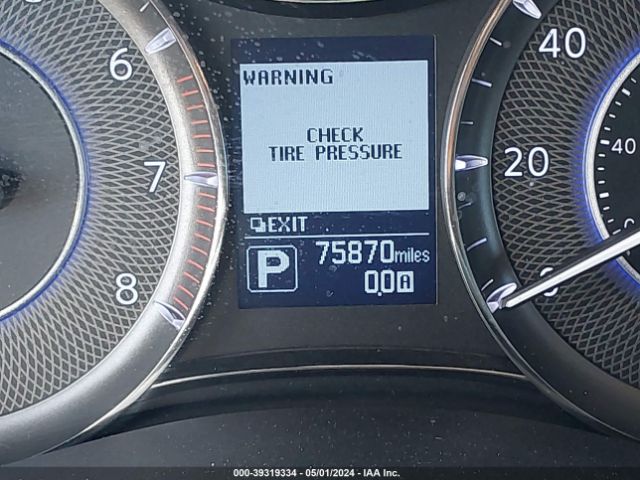 WARNING
CHECK
TIRE PRESSURE
EXIT
P
75870miles
0.0 A
6
7
8
40
20
0
40
000-39319334 - 05/01/2024 - IAA Inc.